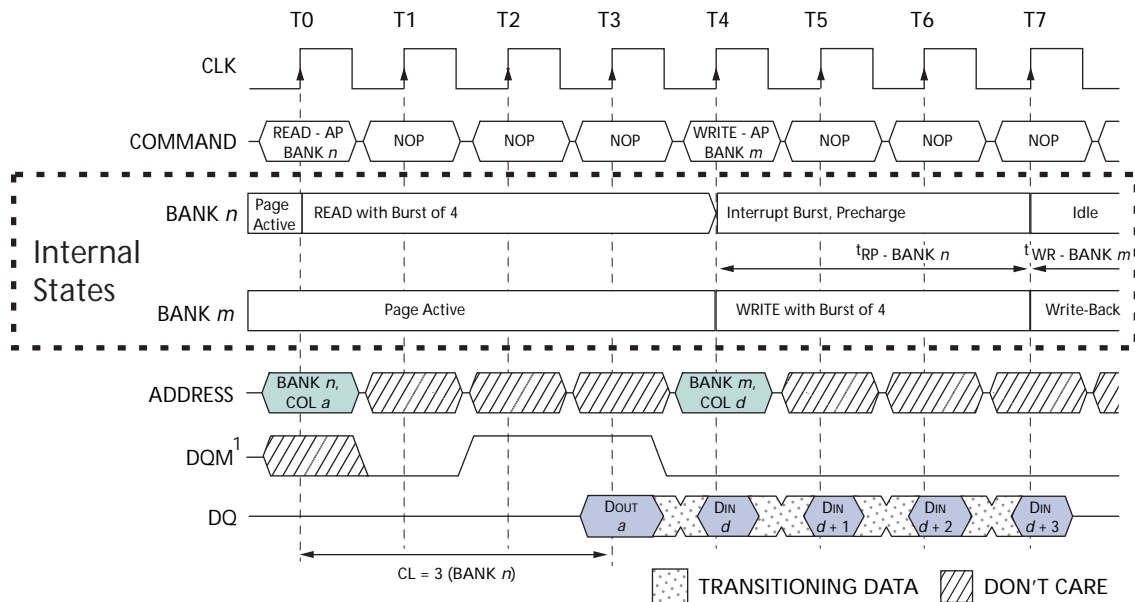 T0 T1 T2 T3 T4 T5 T6 T7
CLK
COMMAND
READ - AP
BANK n
NOP
NOP
NOP
WRITE - AP
BANK m
NOP
NOP
NOP
BANK n
Page
Active
READ with Burst of 4
Interrupt Burst, Precharge
Idle
Internal
States
tRP - BANK n
tWR - BANK m
BANK m
Page Active
WRITE with Burst of 4
Write-Back
ADDRESS
BANK n,
COL a
BANK m,
COL d
DQM1
DQ
DOUT
a
DIN
d
DIN
d + 1
DIN
d + 2
DIN
d + 3
CL = 3 (BANK n)
TRANSITIONING DATA
DON'T CARE